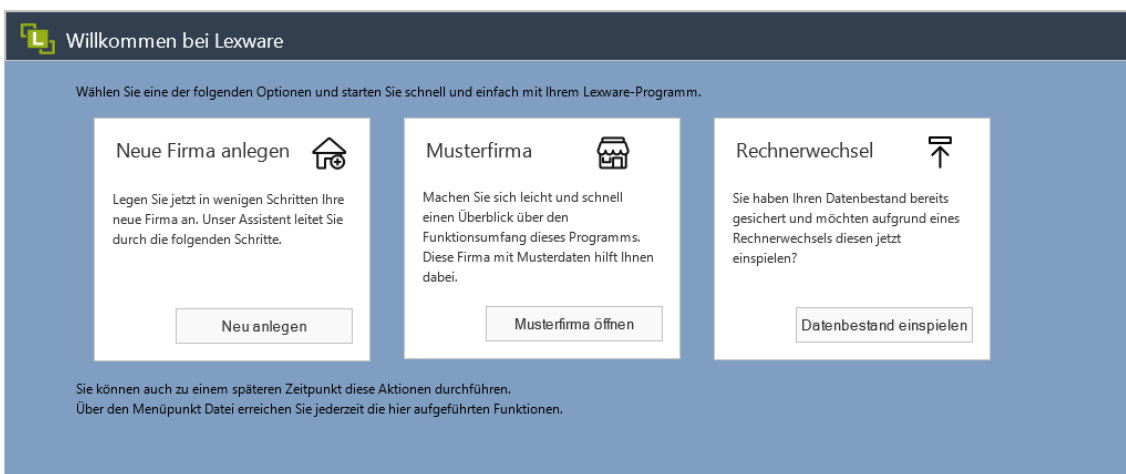 L Willkommen bei Lexware
Wählen Sie eine der folgenden Optionen und starten Sie schnell und einfach mit Ihrem Lexware-Programm.
Neue Firma anlegen
Legen Sie jetzt in wenigen Schritten Ihre
neue Firma an. Unser Assistent leitet Sie
durch die folgenden Schritte.
Neu anlegen
Musterfirma
Machen Sie sich leicht und schnell
einen Überblick über den
Funktionsumfang dieses Programms.
Diese Firma mit Musterdaten hilft Ihnen
dabei.
Musterfirma öffnen
Rechnerwechsel
Sie haben Ihren Datenbestand bereits
gesichert und möchten aufgrund eines
Rechnerwechsels diesen jetzt
einspielen?
Datenbestand einspielen
Sie können auch zu einem späteren Zeitpunkt diese Aktionen durchführen.
Über den Menüpunkt Datei erreichen Sie jederzeit die hier aufgeführten Funktionen.